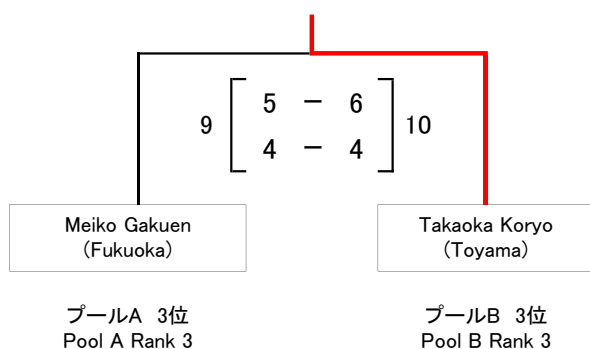 5 － 6
9 10
4 － 4
Meiko Gakuen
（Fukuoka）
Takaoka Koryo
（Toyama）
プールA 3位
Pool A Rank 3
プールB 3位
Pool B Rank 3